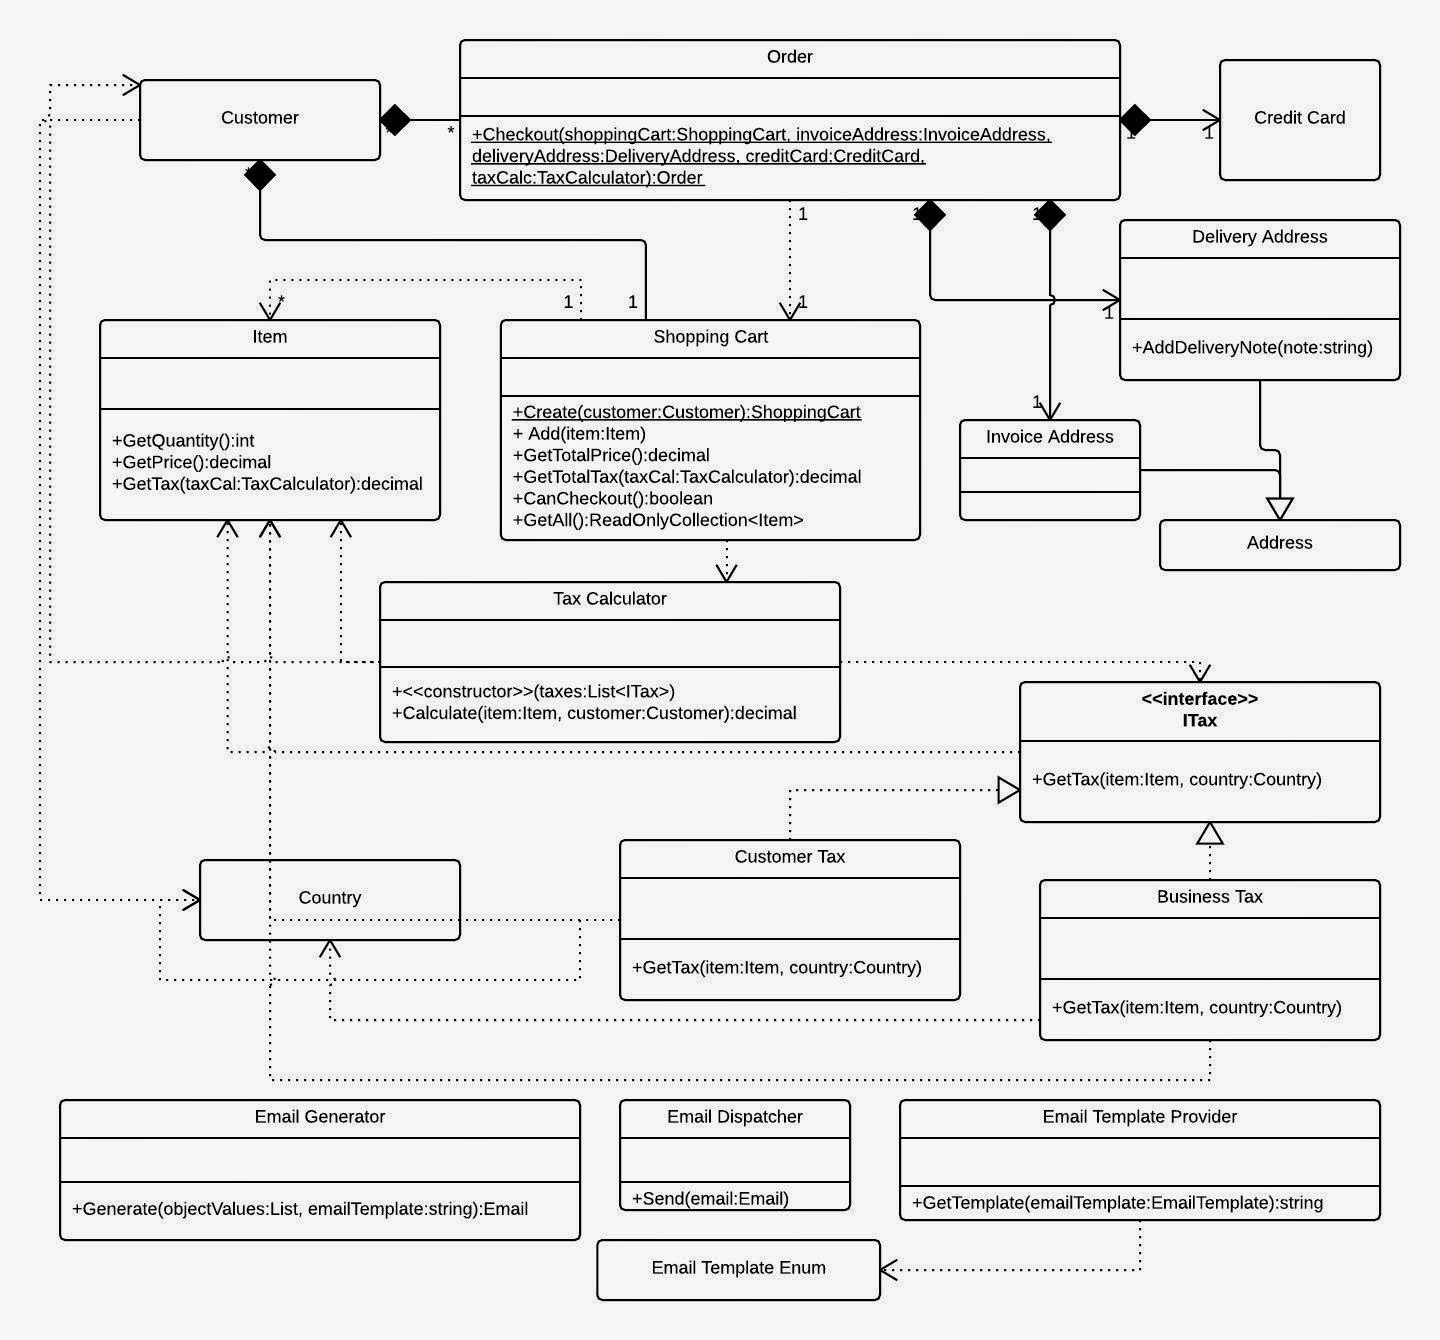 Order
Customer
Credit Card
+Checkout(shoppingCart:ShoppingCart, invoiceAddress:InvoiceAddress,
deliveryAddress:DeliveryAddress, creditCard:CreditCard,
taxCalc:TaxCalculator):Order
*
1
1
1
1
1
Delivery Address
+AddDeliveryNote(note:string)
1
*
1
1
1
1
Item
+GetQuantity():int
+GetPrice():decimal
+GetTax(taxCal:TaxCalculator):decimal
Shopping Cart
+Create(customer:Customer):ShoppingCart
+ Add(item:Item)
+GetTotalPrice():decimal
+GetTotalTax(taxCal:TaxCalculator):decimal
+CanCheckout():boolean
+GetAll():ReadOnlyCollection<Item>
Invoice Address
Address
Tax Calculator
+<<constructor>>(taxes:List<ITax>)
+Calculate(item:Item, customer:Customer):decimal
<<interface>>
ITax
+GetTax(item:Item, country:Country)
Customer Tax
+GetTax(item:Item, country:Country)
Country
Business Tax
+GetTax(item:Item, country:Country)
Email Generator
+Generate(objectValues:List, emailTemplate:string):Email
Email Dispatcher
+Send(email:Email)
Email Template Provider
+GetTemplate(emailTemplate:EmailTemplate):string
Email Template Enum